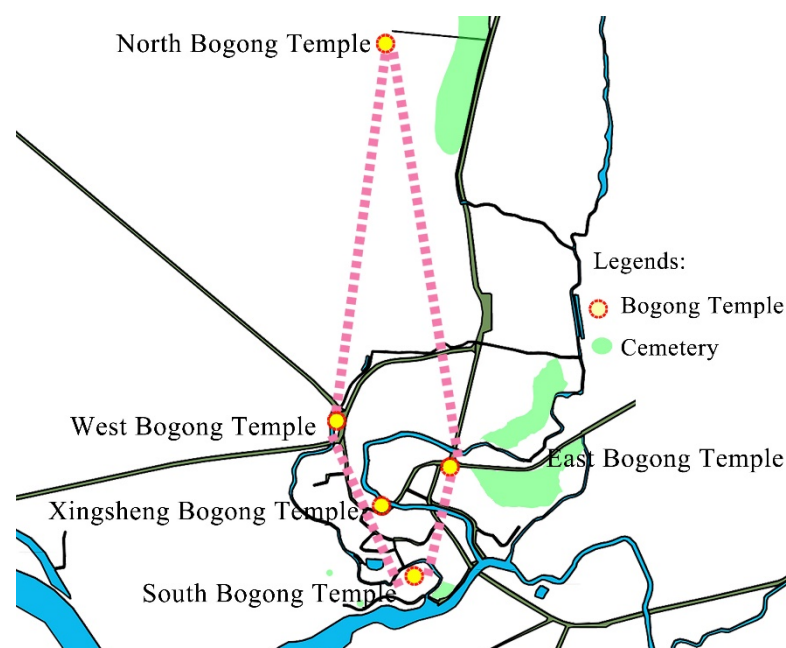 North Bogong Temple
Legends:
Bogong Temple
Cemetery
West Bogong Temple
East Bogong Temple
Xingsheng Bogong Temple
South Bogong Temple